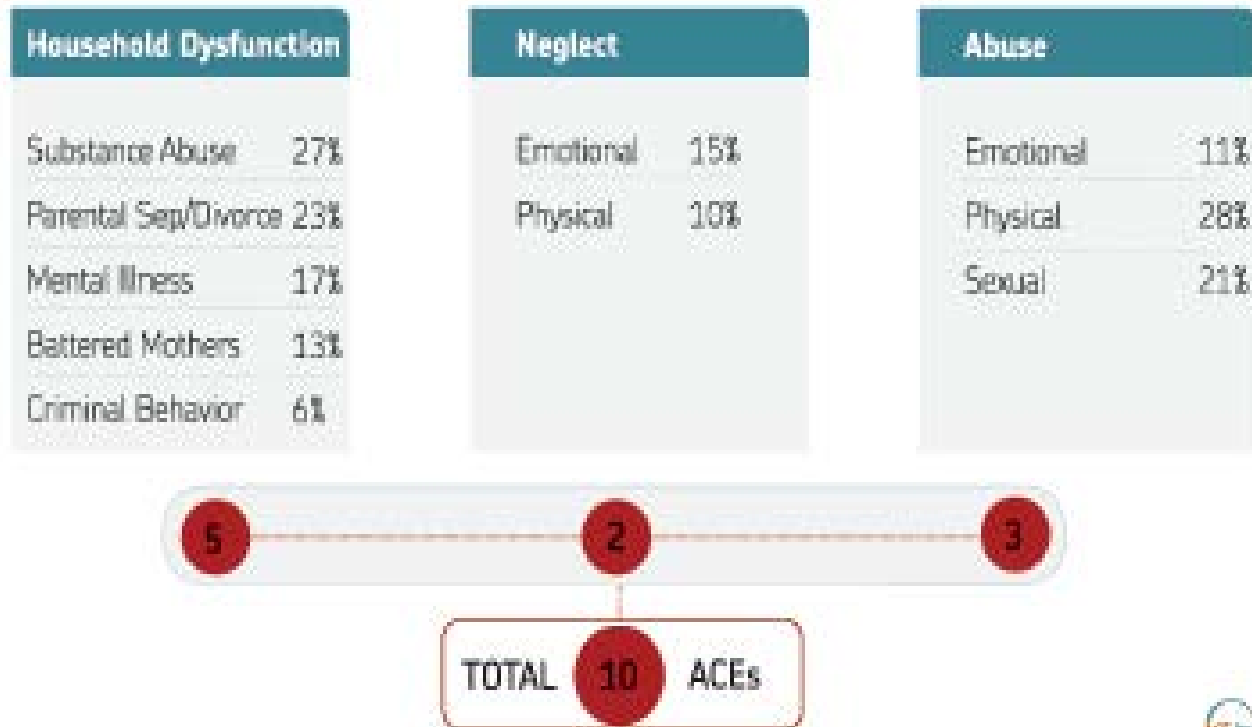 Household Dysfunction
Substance Abuse 27%
Parental Sep/Divorce 23%
Mental Illness 17%
Battered Mothers 13%
Criminal Behavior 6%
Neglect
Emotional 15%
Physical 10%
Abuse
Emotional 11%
Physical 28%
Sexual 21%
5 2 3
TOTAL 10 ACEs